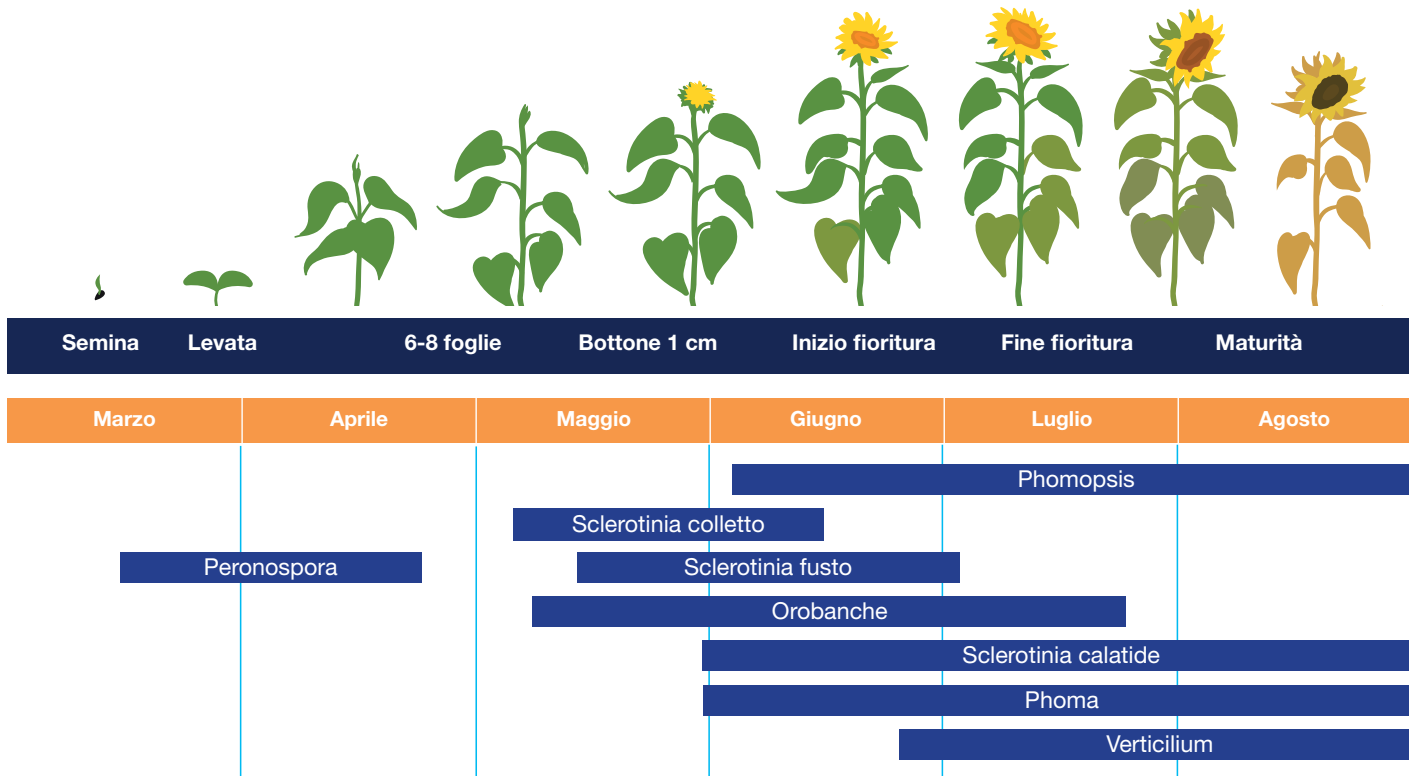 Semina Levata 6-8 foglie Bottone 1 cm Inizio fioritura Fine fioritura Maturità
Marzo Aprile Maggio Giugno Luglio Agosto
Phomopsis
Sclerotinia colletto
Peronospora Sclerotinia fusto
Orobanche
Sclerotinia calatide
Phoma
Verticilium